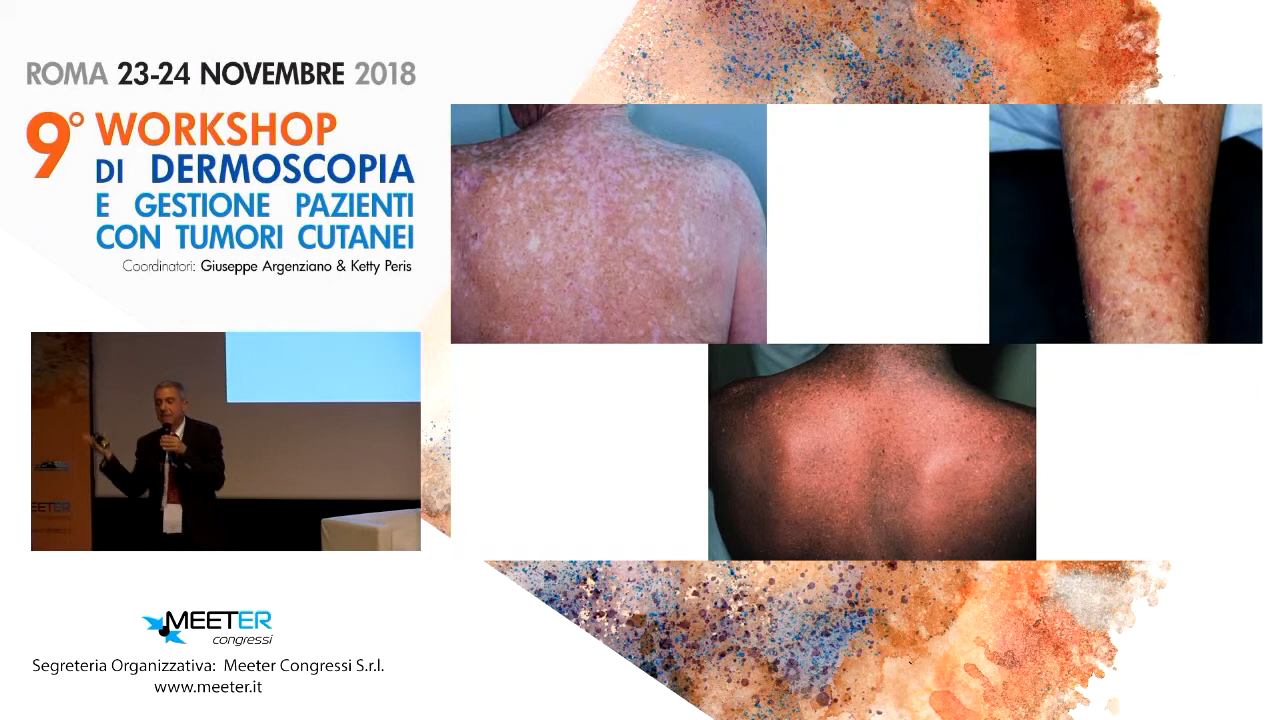 ROMA 23-24 NOVEMBRE 2018
9° WORKSHOP
DI DERMOSCOPIA
E GESTIONE PAZIENTI
CON TUMORI CUTANEI
Coordinatori: Giuseppe Argenziano & Ketty Peris
MEETER
congressi
Segreteria Organizzativa: Meeter Congressi S.r.l.
www.meeter.it